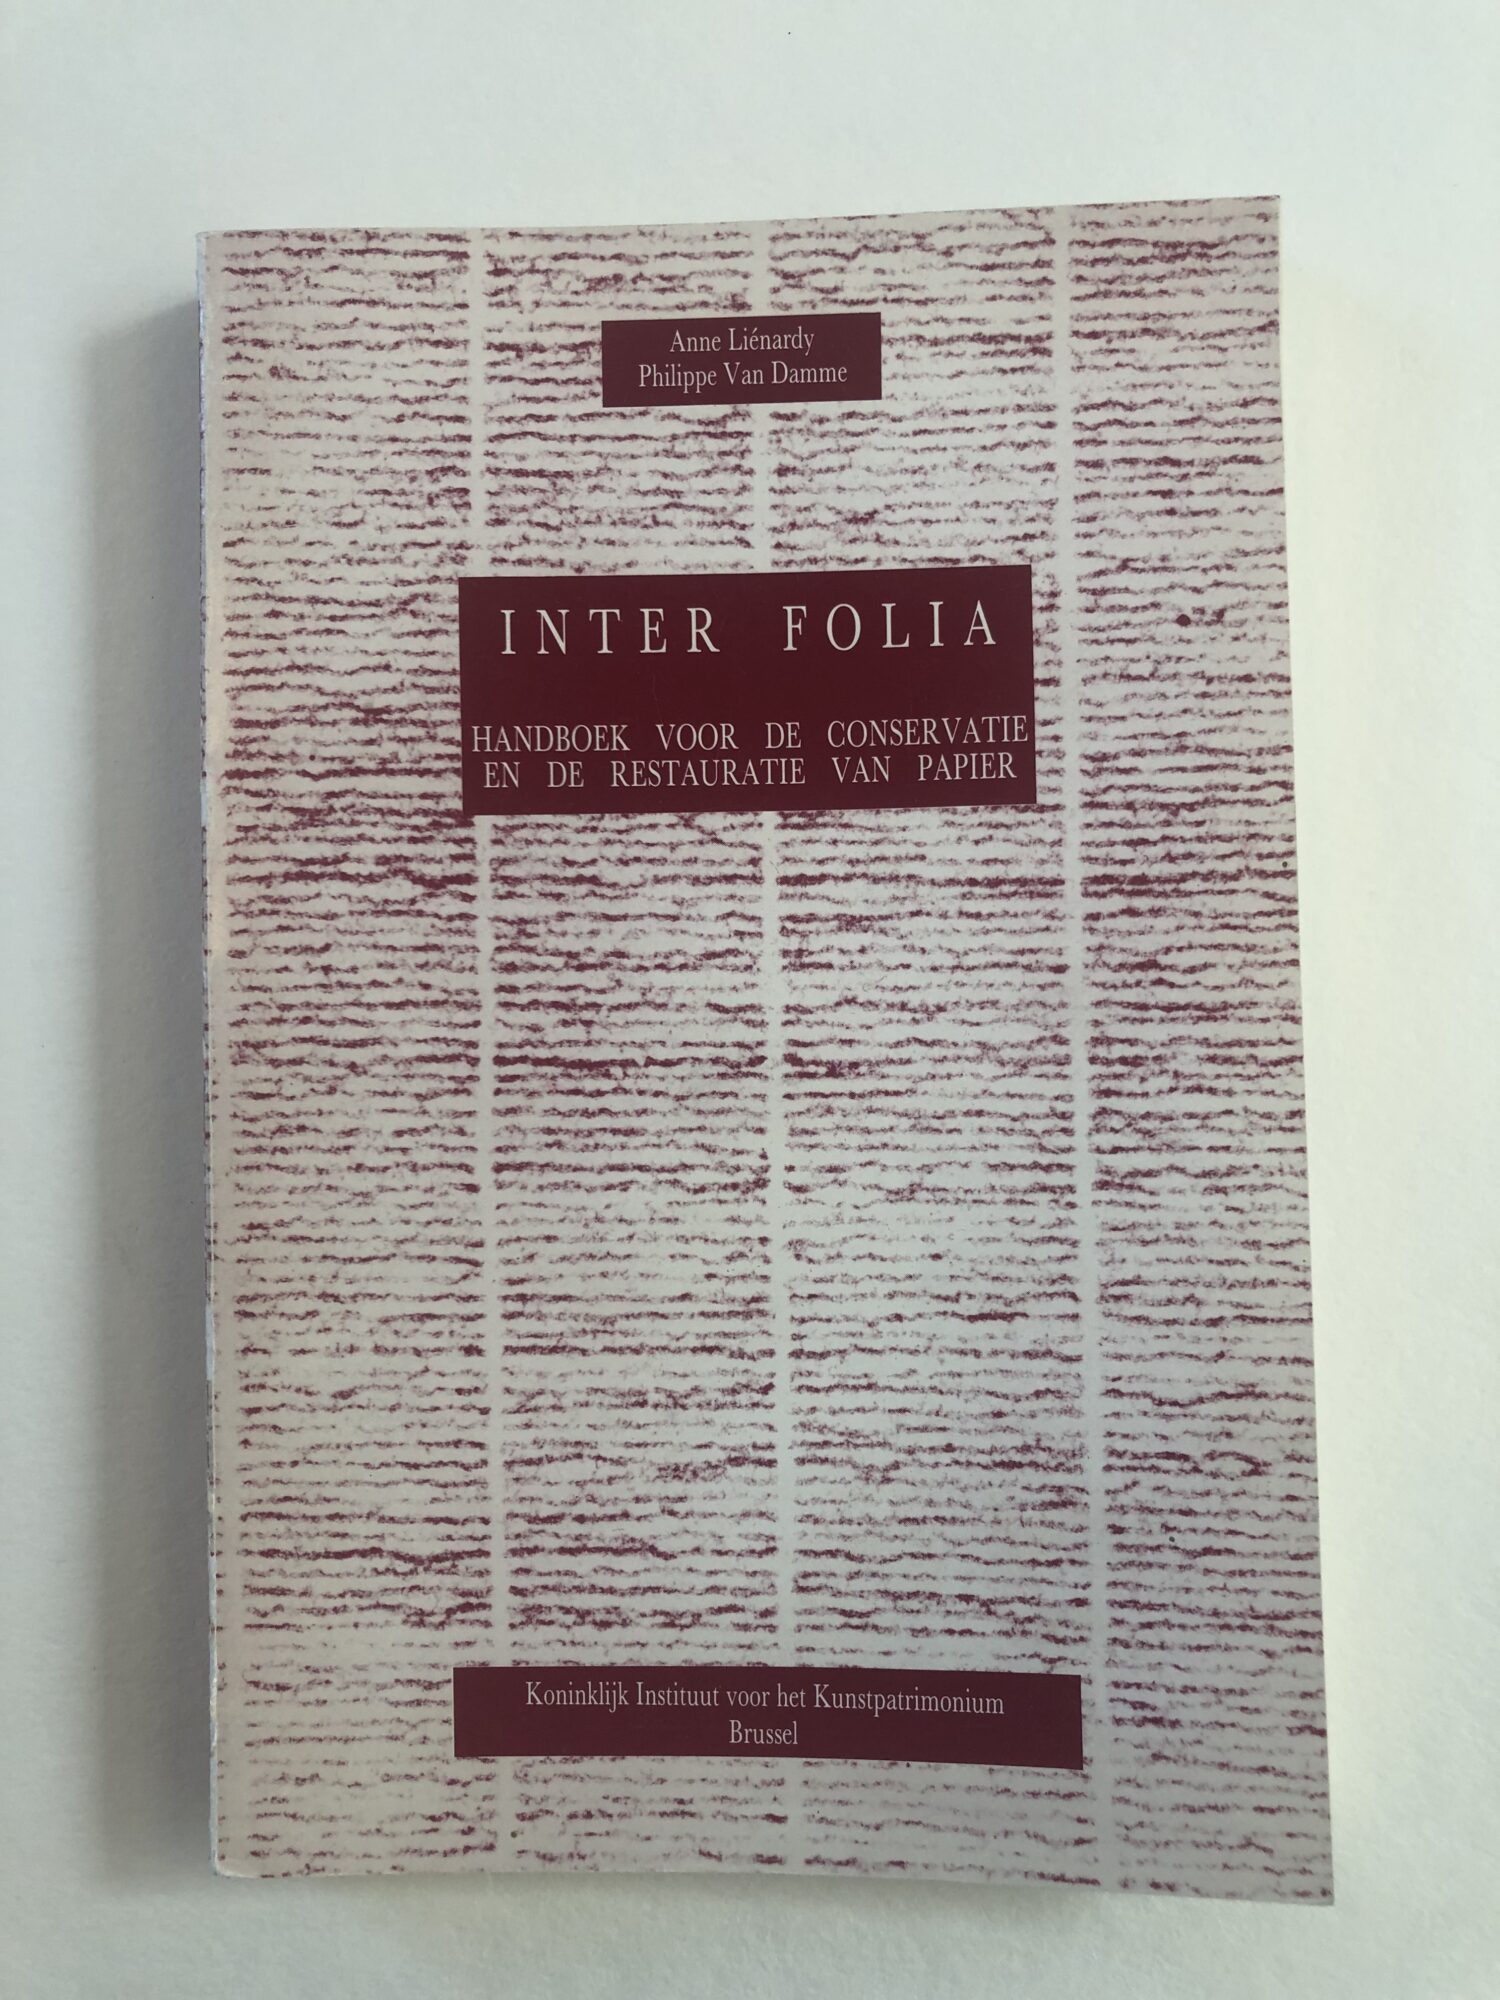 Anne Liénardy
Philippe Van Damme
INTER FOLIA
HANDBOEK VOOR DE CONSERVATIE
EN DE RESTAURATIE VAN PAPIER
Koninklijk Instituut voor het Kunstpatrimonium
Brussel